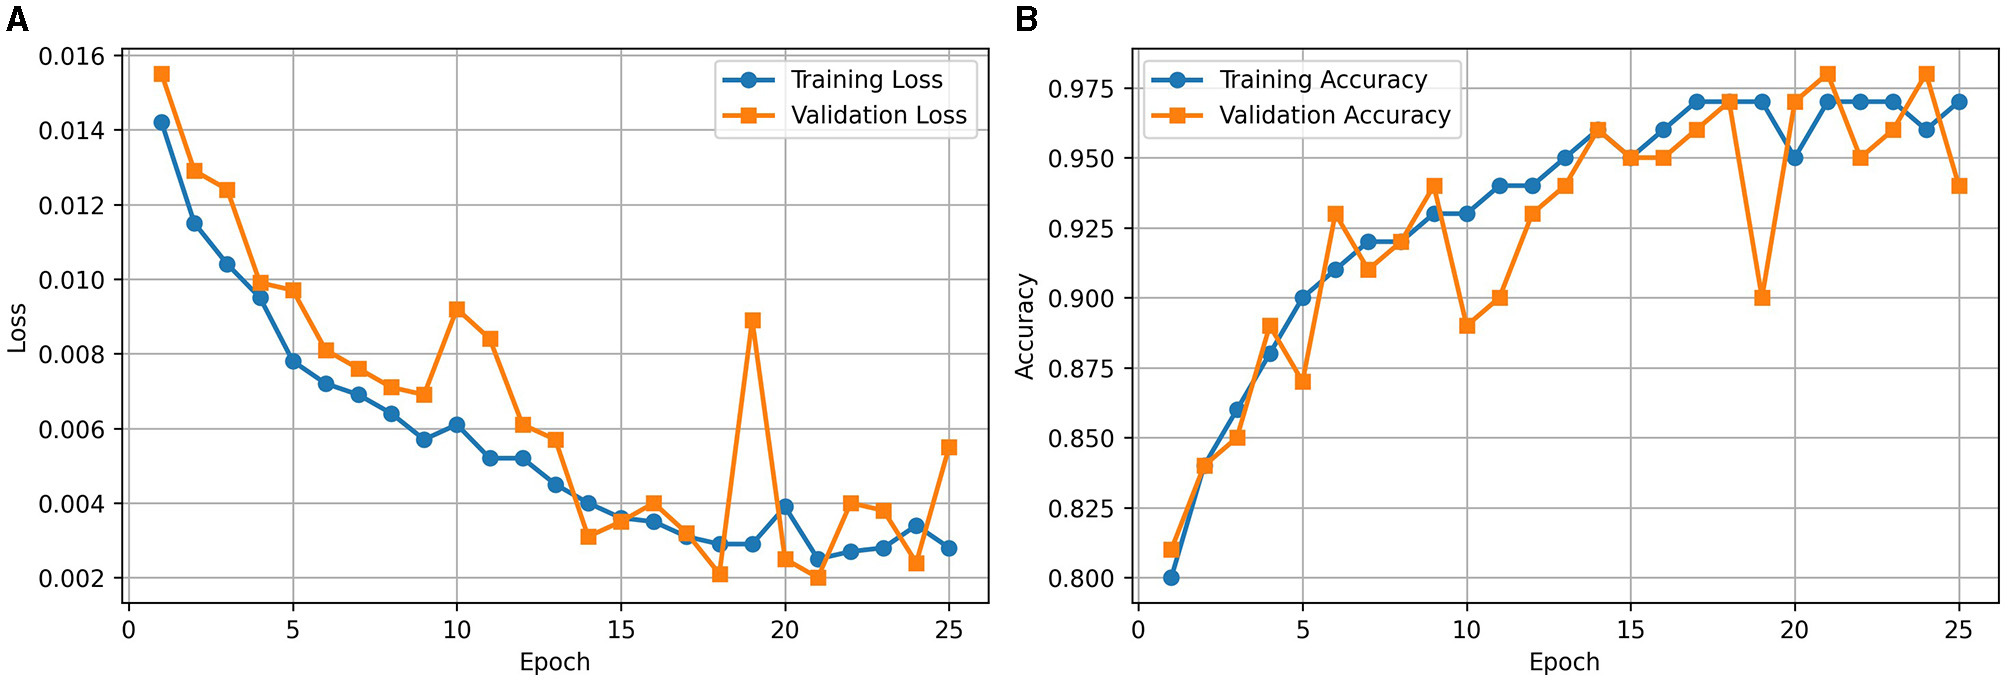 A
0.016
0.014
0.012
0.010
0.008
0.006
0.004
0.002
Loss
Training Loss
Validation Loss
0 5 10 15 20 25
Epoch
B
0.975
0.950
0.925
0.900
0.875
0.850
0.825
0.800
Accuracy
Training Accuracy
Validation Accuracy
0 5 10 15 20 25
Epoch